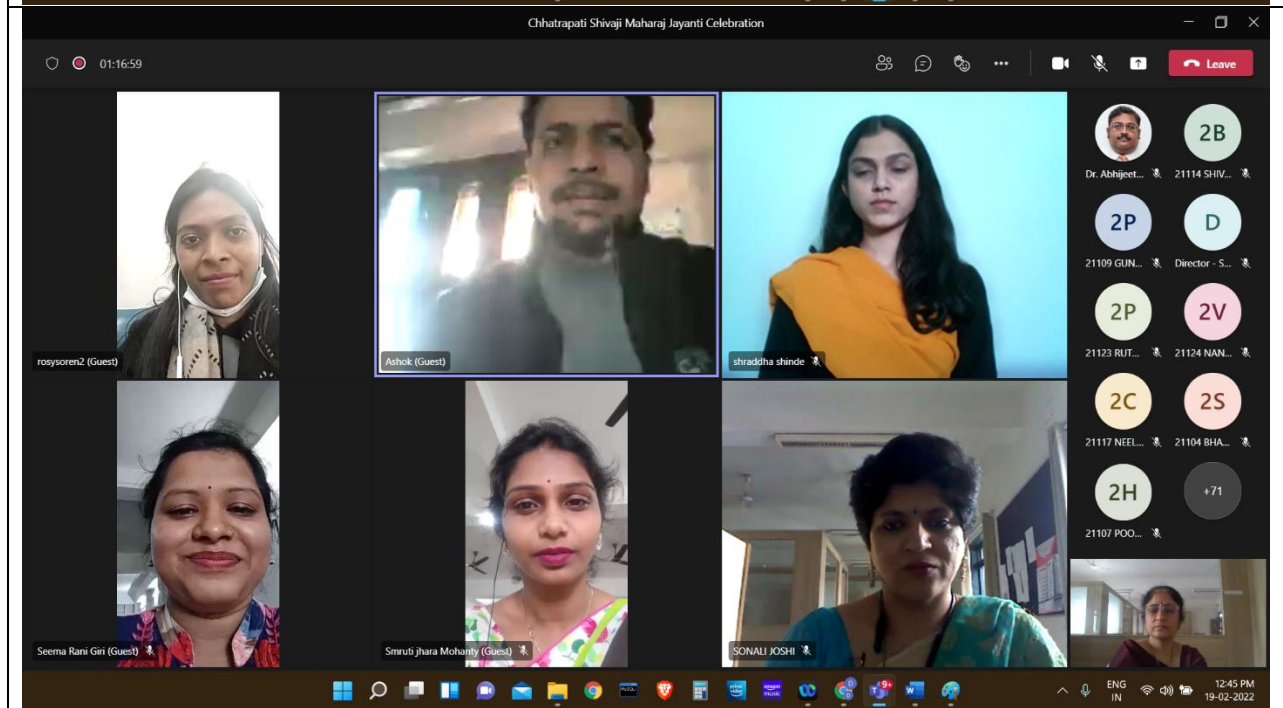 Chhatrapati Shivaji Maharaj Jayanti Celebration
01:16:59
Leave
rosysoren2 (Guest)
Ashok (Guest)
shraddha shinde
Seema Rani Giri (Guest)
Smruti jhara Mohanty (Guest)
SONALI JOSHI
2B
Dr. Abhijeet...
21114 SHIV...
2P
D
21109 GUN...
Director - S...
2P
2V
21123 RUT...
21124 NAN...
2C
2S
21117 NEEL...
21104 BHA...
2H
+71
21107 POO...
9+
ENG
IN
12:45 PM
19-02-2022